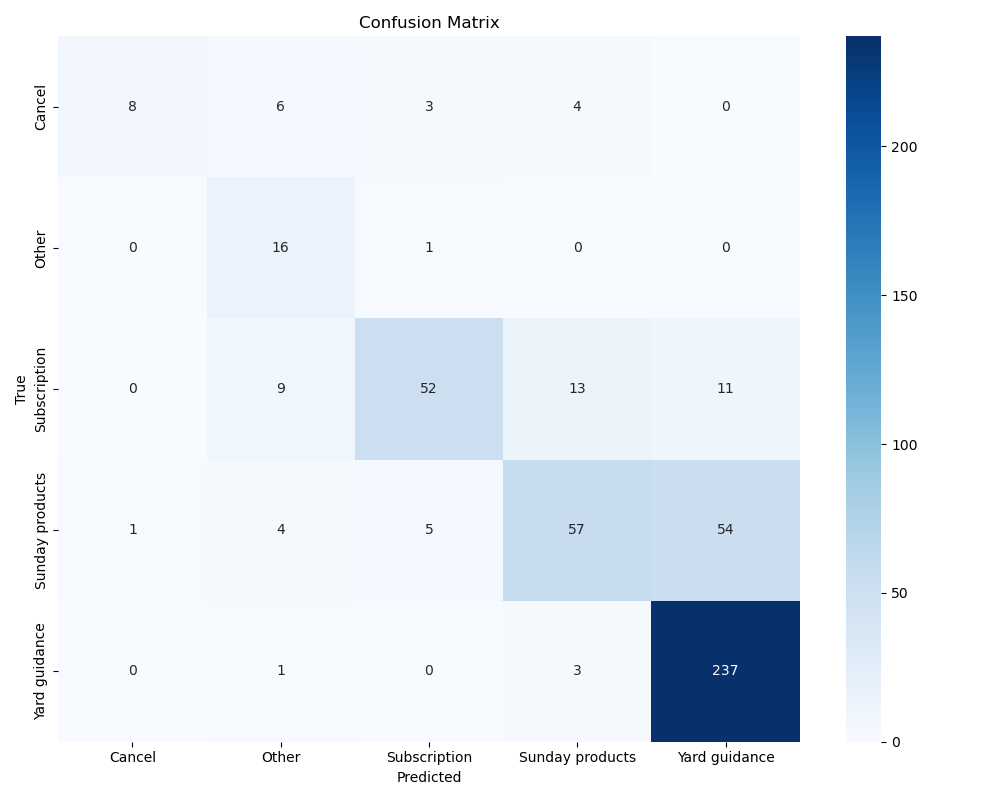 Confusion Matrix
Cancel 8 6 3 4 0
Other 0 16 1 0 0
Subscription 0 9 52 13 11
Sunday products 1 4 5 57 54
Yard guidance 0 1 0 3 237
True
Cancel Other Subscription Sunday products Yard guidance
Predicted
200
150
100
50
0